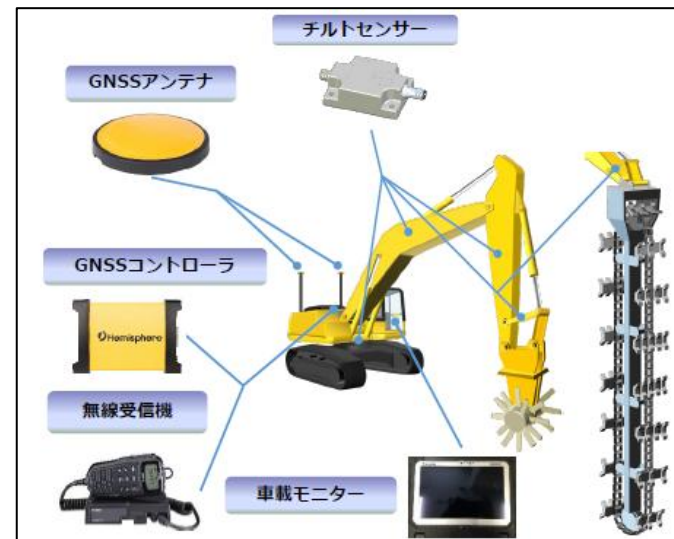 チルトセンサー
GNSSアンテナ
GNSSコントローラ
Hemisphere
無線受信機
車載モニター